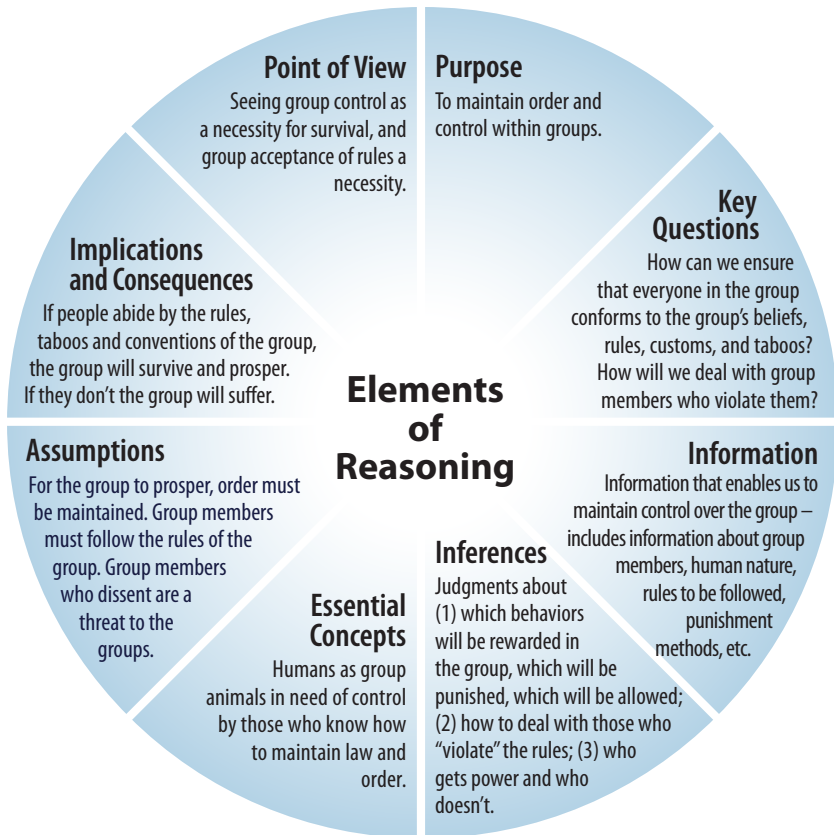 Elements
of
Reasoning
Purpose
To maintain order and
control within groups.
Key
Questions
How can we ensure
that everyone in the group
conforms to the group’s beliefs,
rules, customs, and taboos?
How will we deal with group
members who violate them?
Information
Information that enables us to
maintain control over the group –
includes information about group
members, human nature,
rules to be followed,
punishment
methods, etc.
Inferences
Judgments about
(1) which behaviors
will be rewarded in
the group, which will be
punished, which will be allowed;
(2) how to deal with those who
“violate” the rules; (3) who
gets power and who
doesn’t.
Essential
Concepts
Humans as group
animals in need of control
by those who know how
to maintain law and
order.
Assumptions
For the group to prosper, order must
be maintained. Group members
must follow the rules of the
group. Group members
who dissent are a
threat to the
groups.
Implications
and Consequences
If people abide by the rules,
taboos and conventions of the group,
the group will survive and prosper.
If they don’t the group will suffer.
Point of View
Seeing group control as
a necessity for survival, and
group acceptance of rules a
necessity.